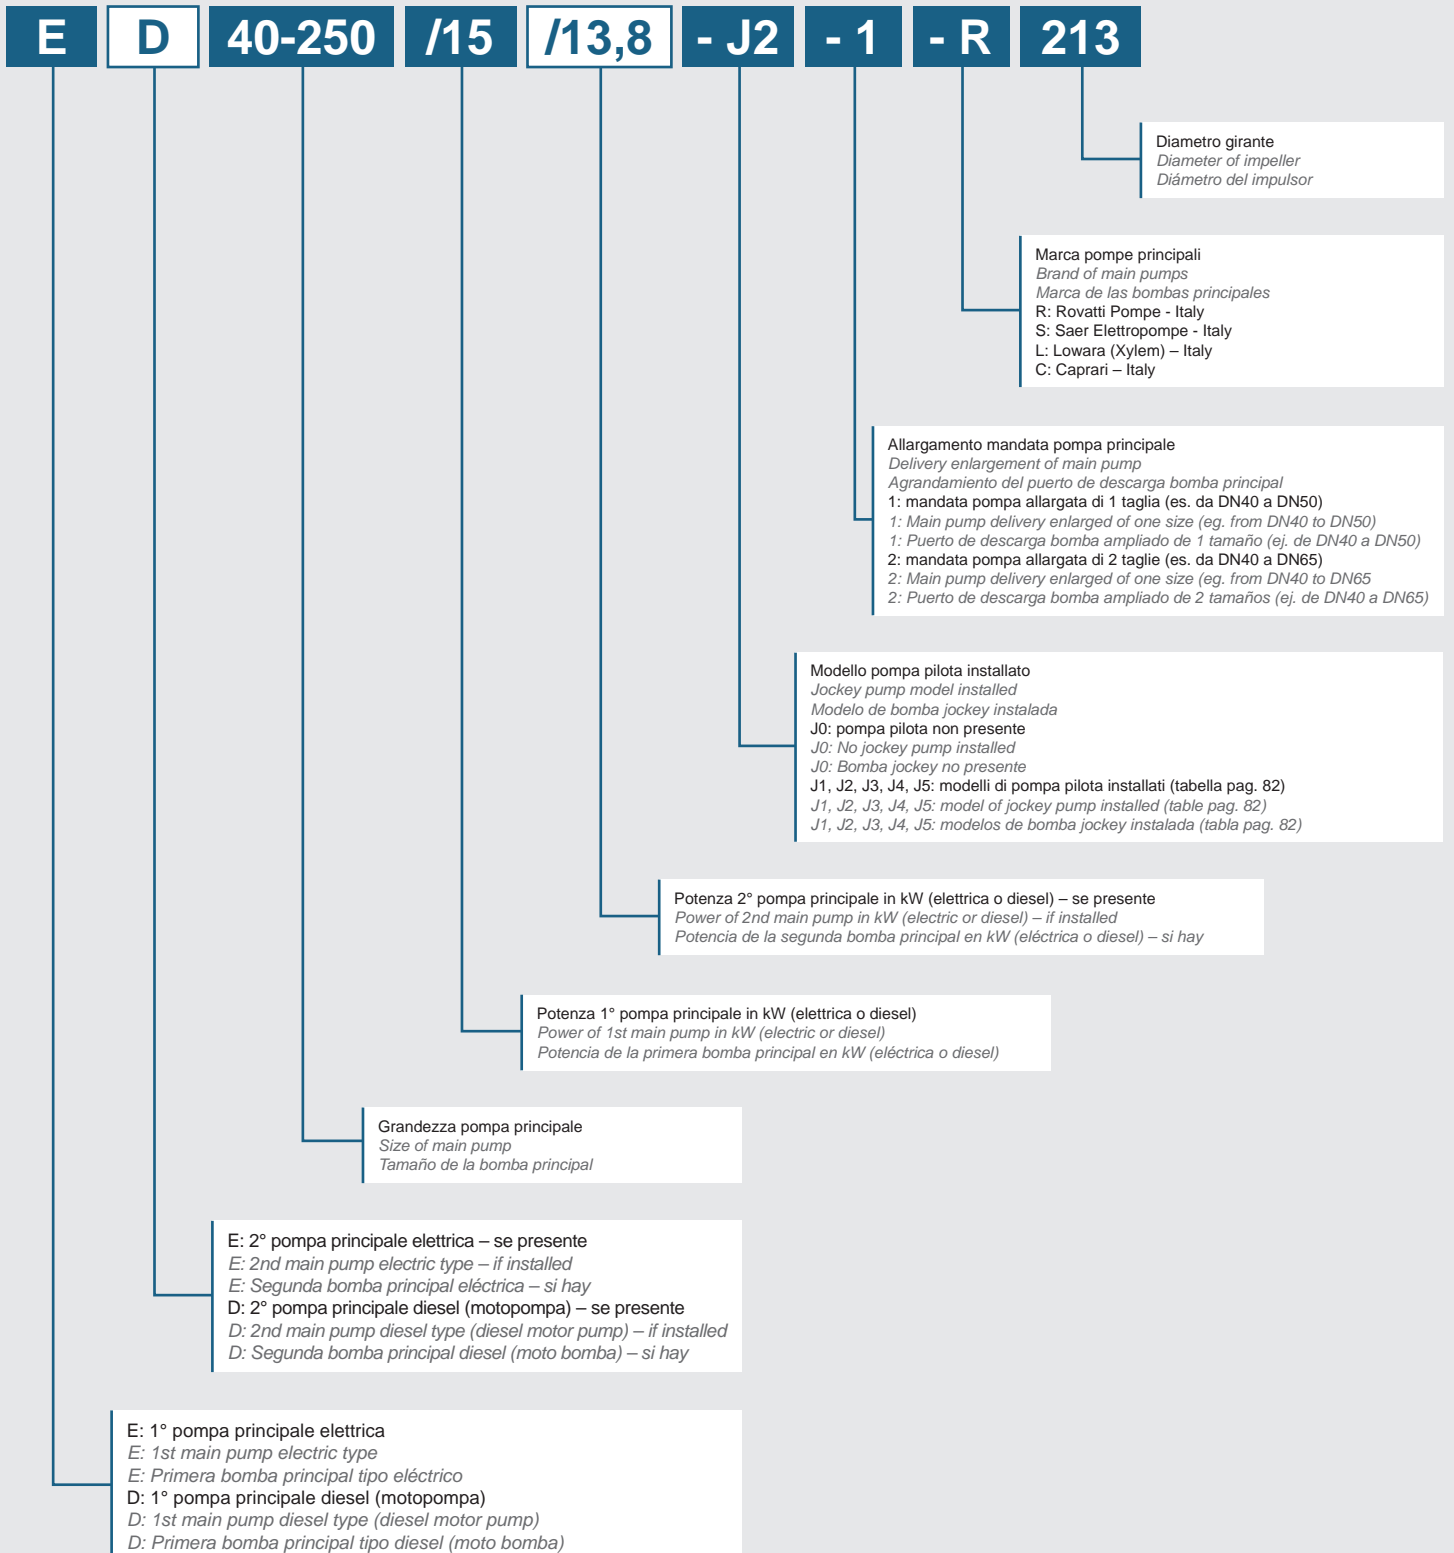 E D 40-250 /15 /13,8 - J2 - 1 - R 213
Diametro girante
Diameter of impeller
Diámetro del impulsor
Marca pompe principali
Brand of main pumps
Marca de las bombas principales
R: Rovatti Pompe - Italy
S: Saer Elettropompe - Italy
L: Lowara (Xylem) – Italy
C: Caprari – Italy
Allargamento mandata pompa principale
Delivery enlargement of main pump
Agrandamiento del puerto de descarga bomba principal
1: mandata pompa allargata di 1 taglia (es. da DN40 a DN50)
1: Main pump delivery enlarged of one size (eg. from DN40 to DN50)
1: Puerto de descarga bomba ampliado de 1 tamaño (ej. de DN40 a DN50)
2: mandata pompa allargata di 2 taglie (es. da DN40 a DN65)
2: Main pump delivery enlarged of one size (eg. from DN40 to DN65
2: Puerto de descarga bomba ampliado de 2 tamaños (ej. de DN40 a DN65)
Modello pompa pilota installato
Jockey pump model installed
Modelo de bomba jockey instalada
J0: pompa pilota non presente
J0: No jockey pump installed
J0: Bomba jockey no presente
J1, J2, J3, J4, J5: modelli di pompa pilota installati (tabella pag. 82)
J1, J2, J3, J4, J5: model of jockey pump installed (table pag. 82)
J1, J2, J3, J4, J5: modelos de bomba jockey instalada (tabla pag. 82)
Potenza 2° pompa principale in kW (elettrica o diesel) – se presente
Power of 2nd main pump in kW (electric or diesel) – if installed
Potencia de la segunda bomba principal en kW (eléctrica o diesel) – si hay
Potenza 1° pompa principale in kW (elettrica o diesel)
Power of 1st main pump in kW (electric or diesel)
Potencia de la primera bomba principal en kW (eléctrica o diesel)
Grandezza pompa principale
Size of main pump
Tamaño de la bomba principal
E: 2° pompa principale elettrica – se presente
E: 2nd main pump electric type – if installed
E: Segunda bomba principal eléctrica – si hay
D: 2° pompa principale diesel (motopompa) – se presente
D: 2nd main pump diesel type (diesel motor pump) – if installed
D: Segunda bomba principal diesel (moto bomba) – si hay
E: 1° pompa principale elettrica
E: 1st main pump electric type
E: Primera bomba principal tipo eléctrico
D: 1° pompa principale diesel (motopompa)
D: 1st main pump diesel type (diesel motor pump)
D: Primera bomba principal tipo diesel (moto bomba)